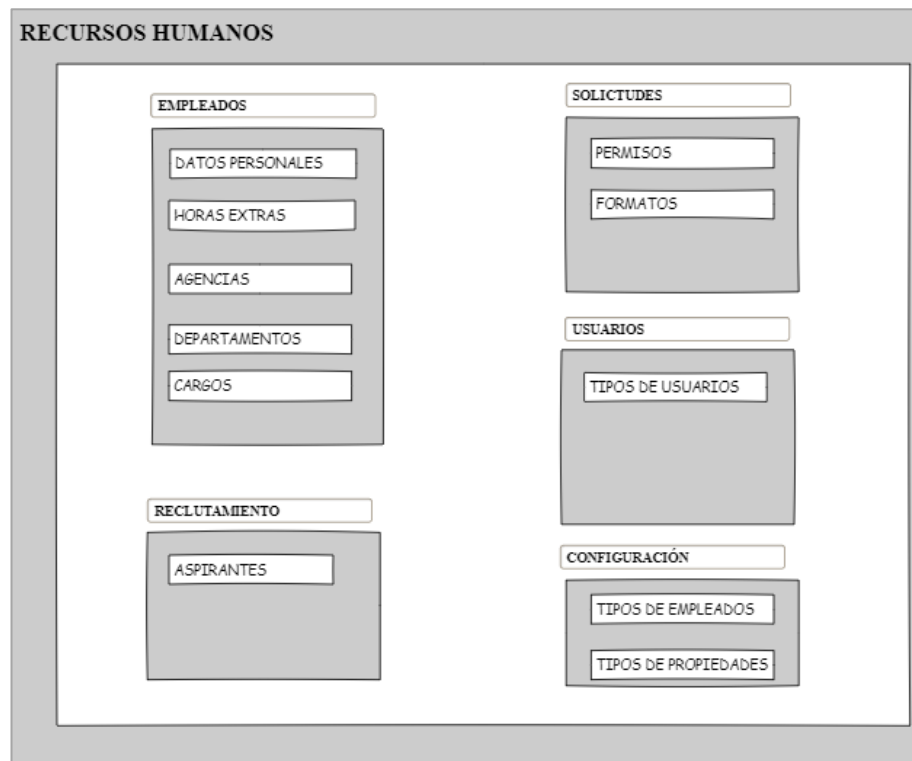 RECURSOS HUMANOS
EMPLEADOS
DATOS PERSONALES
HORAS EXTRAS
AGENCIAS
DEPARTAMENTOS
CARGOS
RECLUTAMIENTO
ASPIRANTES
SOLICTUDES
PERMISOS
FORMATOS
USUARIOS
TIPOS DE USUARIOS
CONFIGURACIÓN
TIPOS DE EMPLEADOS
TIPOS DE PROPIEDADES